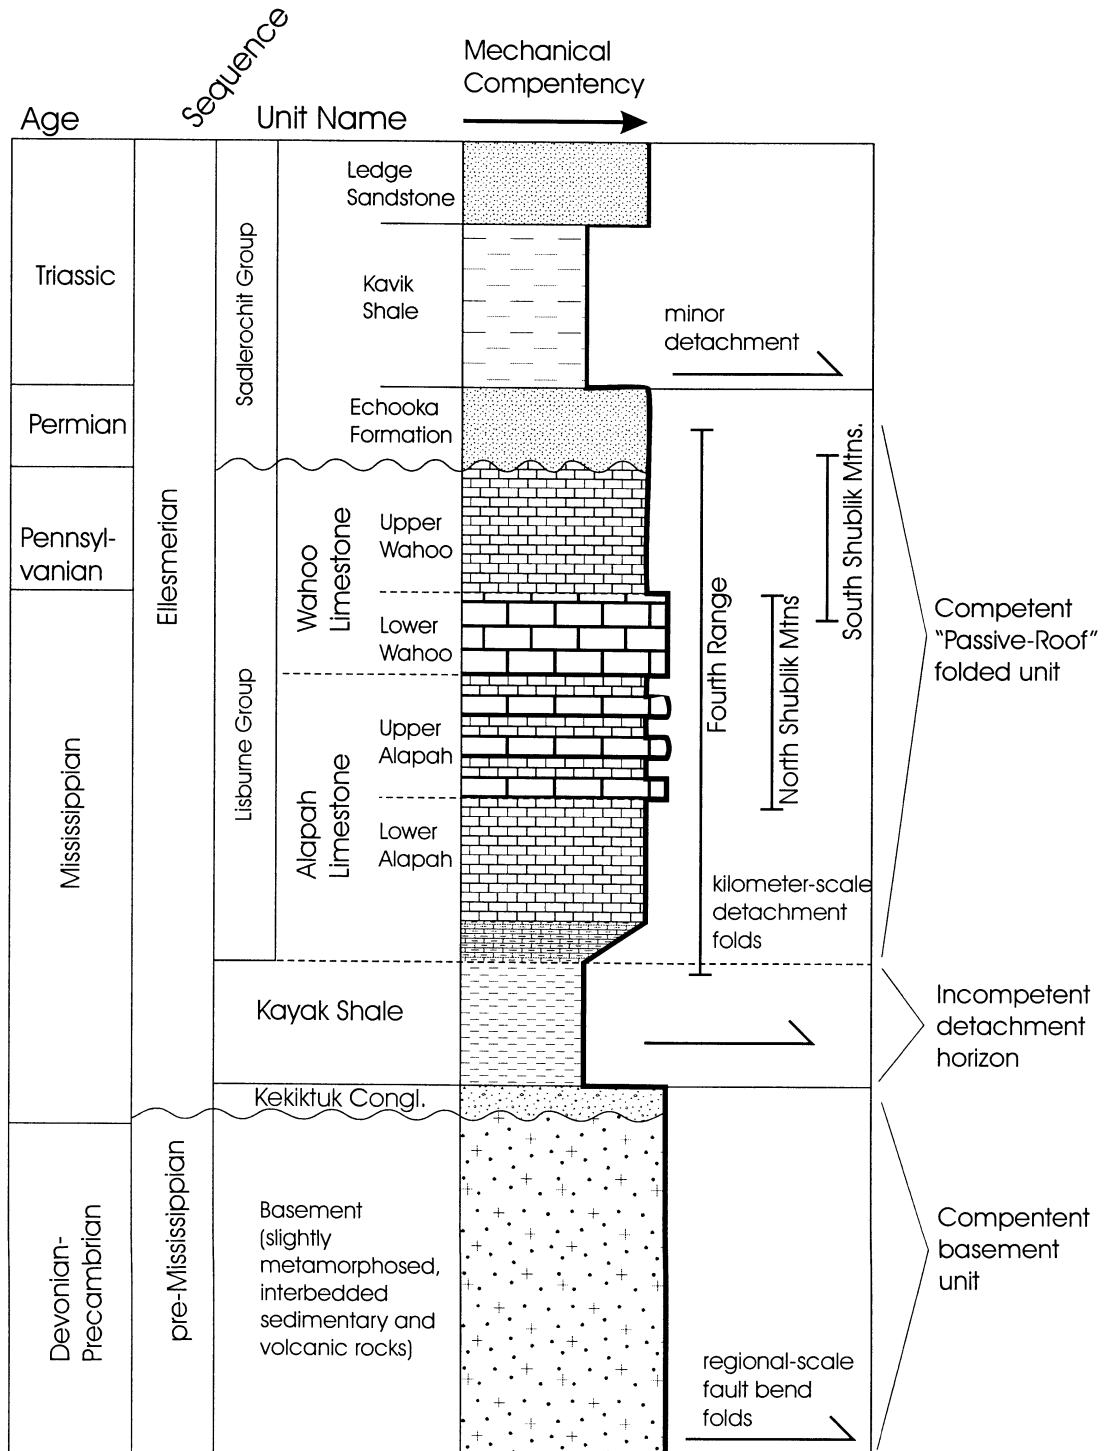 Sequence
Mechanical
Compentency
Age
Unit Name
Ledge
Sandstone
Triassic
Sadlerochit Group
Kavik
Shale
minor
detachment
Permian
Echooka
Formation
Pennsyl-
vanian
Ellesmerian
Wahoo
Limestone
Upper
Wahoo
Lower
Wahoo
Fourth Range
South Shublik Mtns.
North Shublik Mtns
Competent
"Passive-Roof"
folded unit
Mississippian
Lisburne Group
Alapah
Limestone
Upper
Alapah
Lower
Alapah
kilometer-scale
detachment
folds
Kayak Shale
Incompetent
detachment
horizon
Kekiktuk Congl.
Devonian-
Precambrian
pre-Mississippian
Basement
(slightly
metamorphosed,
interbedded
sedimentary and
volcanic rocks)
Compentent
basement
unit
regional-scale
fault bend
folds